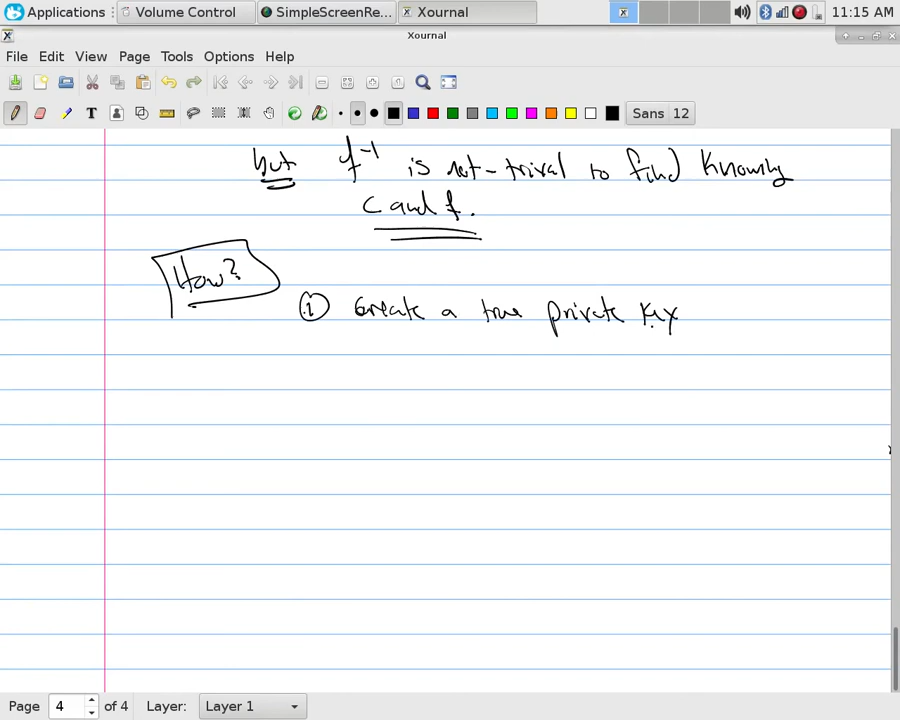 Applications Volume Control SimpleScreenRe... Xournal 11:15 AM
Xournal
File Edit View Page Tools Options Help
Sans 12
but f⁻¹ is not-trival to find knowing
C and f.
How?
① Create a true private key
Page 4 of 4 Layer: Layer 1